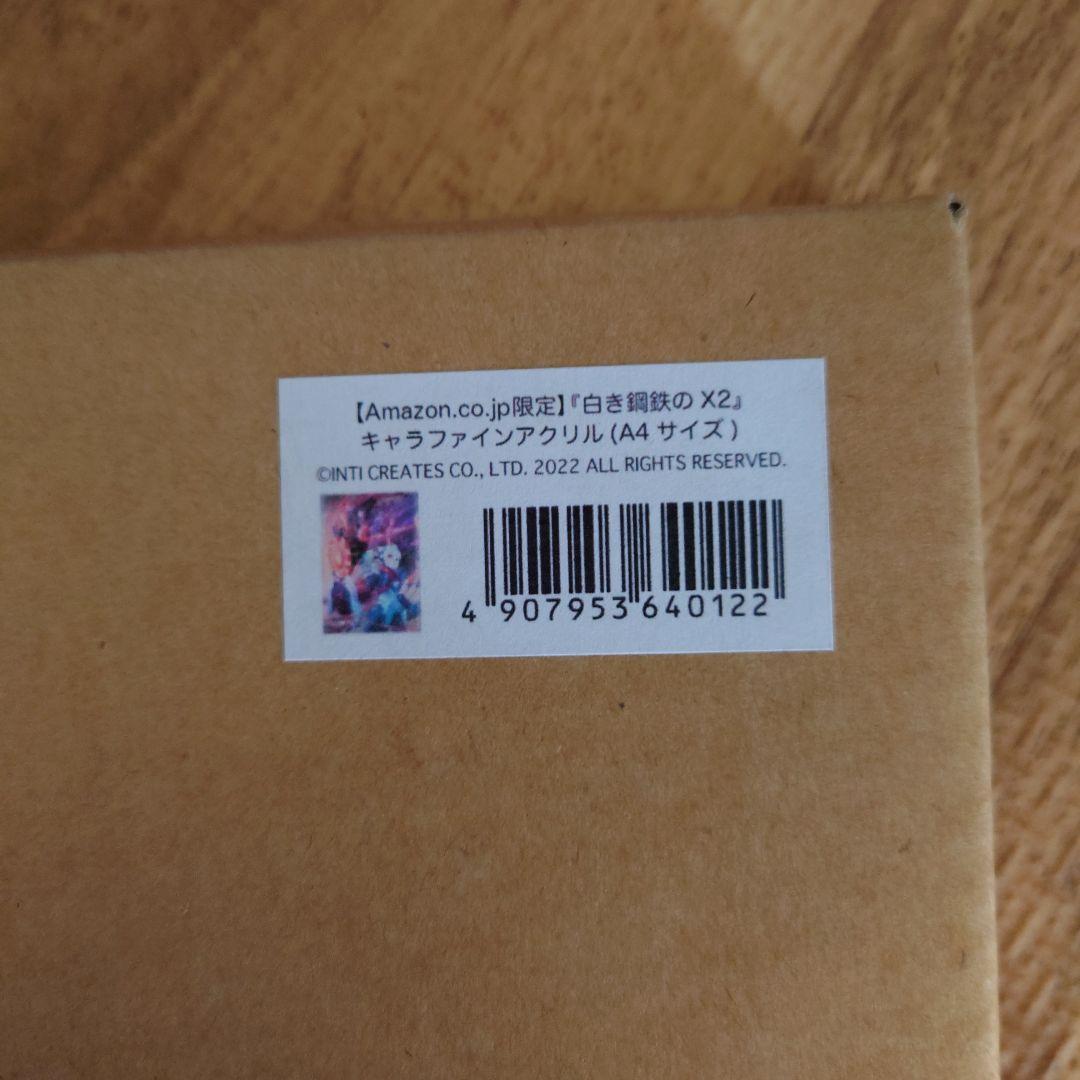 【Amazon.co.jp限定】『白き鋼鉄の X2』
キャラファインアクリル (A4 サイズ)
©INTI CREATES CO., LTD. 2022 ALL RIGHTS RESERVED.
4 907953 640122